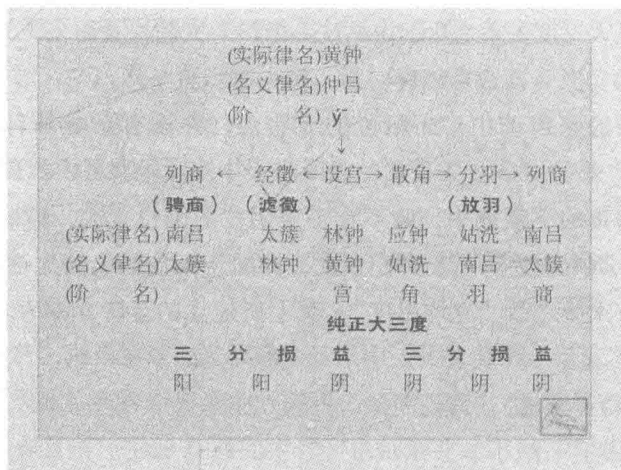 (实际律名)黄钟
(名义律名)仲吕
(阶 名) ȳ
↓
列商 ← 经徵 ←设宫→ 散角→ 分羽→ 列商
(骋商) (流徵) (放羽)
(实际律名) 南吕 太簇 林钟 应钟 姑洗 南吕
(名义律名) 太簇 林钟 黄钟 姑洗 南吕 太簇
(阶 名) 宫 角 羽 商
纯正大三度
三 分 损 益 三 分 损 益
阳 阳 阴 阴 阴 阴